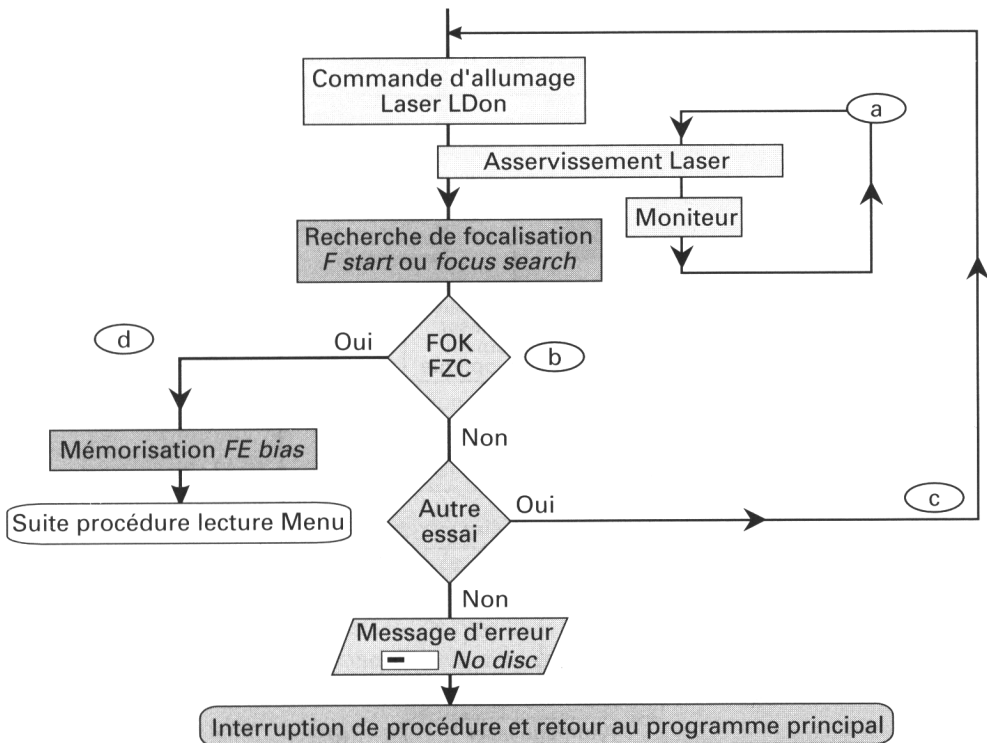 Commande d'allumage
Laser LDon
a
Asservissement Laser
Moniteur
Recherche de focalisation
F start ou focus search
d
Oui
FOK
FZC
b
Non
Mémorisation FE bias
Suite procédure lecture Menu
Autre
essai
Oui
c
Non
Message d'erreur
No disc
Interruption de procédure et retour au programme principal